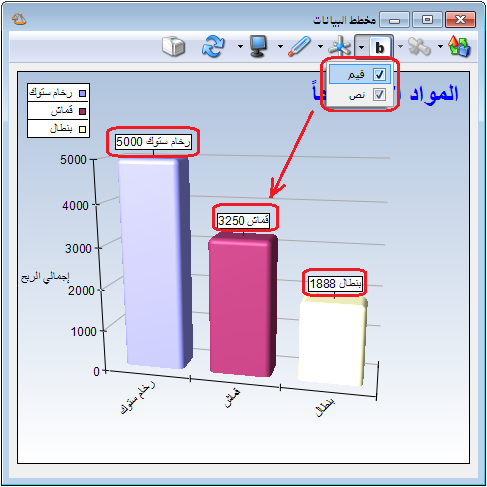 مخطط البيانات
b
قيم
نص
المواد
رخام ستوك
قماش
بنطال
رخام ستوك 5000
قماش 3250
بنطال 1888
5000
4000
3000
2000
1000
0
إجمالي الربح
رخام ستوك
قماش
بنطال